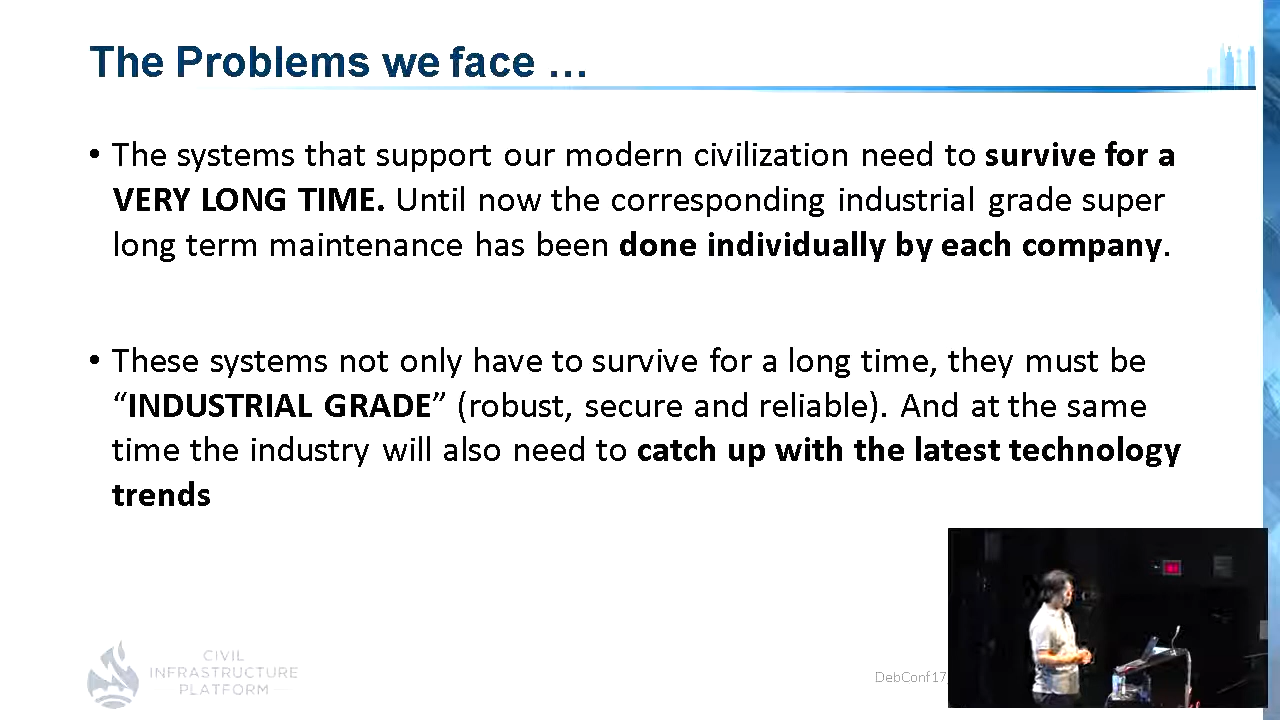 The Problems we face …
• The systems that support our modern civilization need to survive for a
VERY LONG TIME. Until now the corresponding industrial grade super
long term maintenance has been done individually by each company.
• These systems not only have to survive for a long time, they must be
“INDUSTRIAL GRADE” (robust, secure and reliable). And at the same
time the industry will also need to catch up with the latest technology
trends
CIVIL
INFRASTRUCTURE
PLATFORM
DebConf17